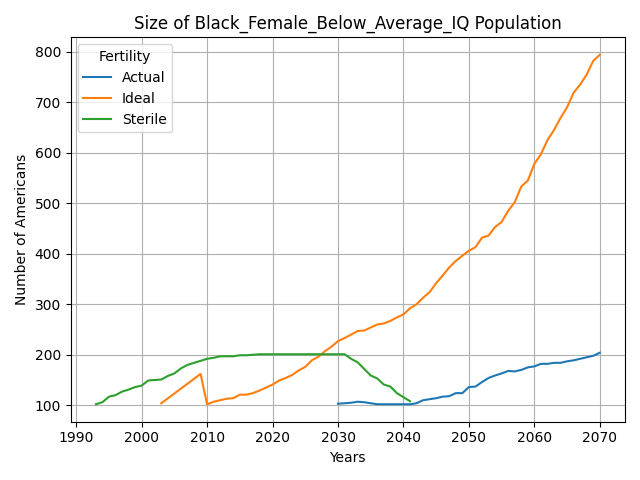 Size of Black_Female_Below_Average_IQ Population
Fertility
Actual
Ideal
Sterile
Number of Americans
800
700
600
500
400
300
200
100
1990 2000 2010 2020 2030 2040 2050 2060 2070
Years